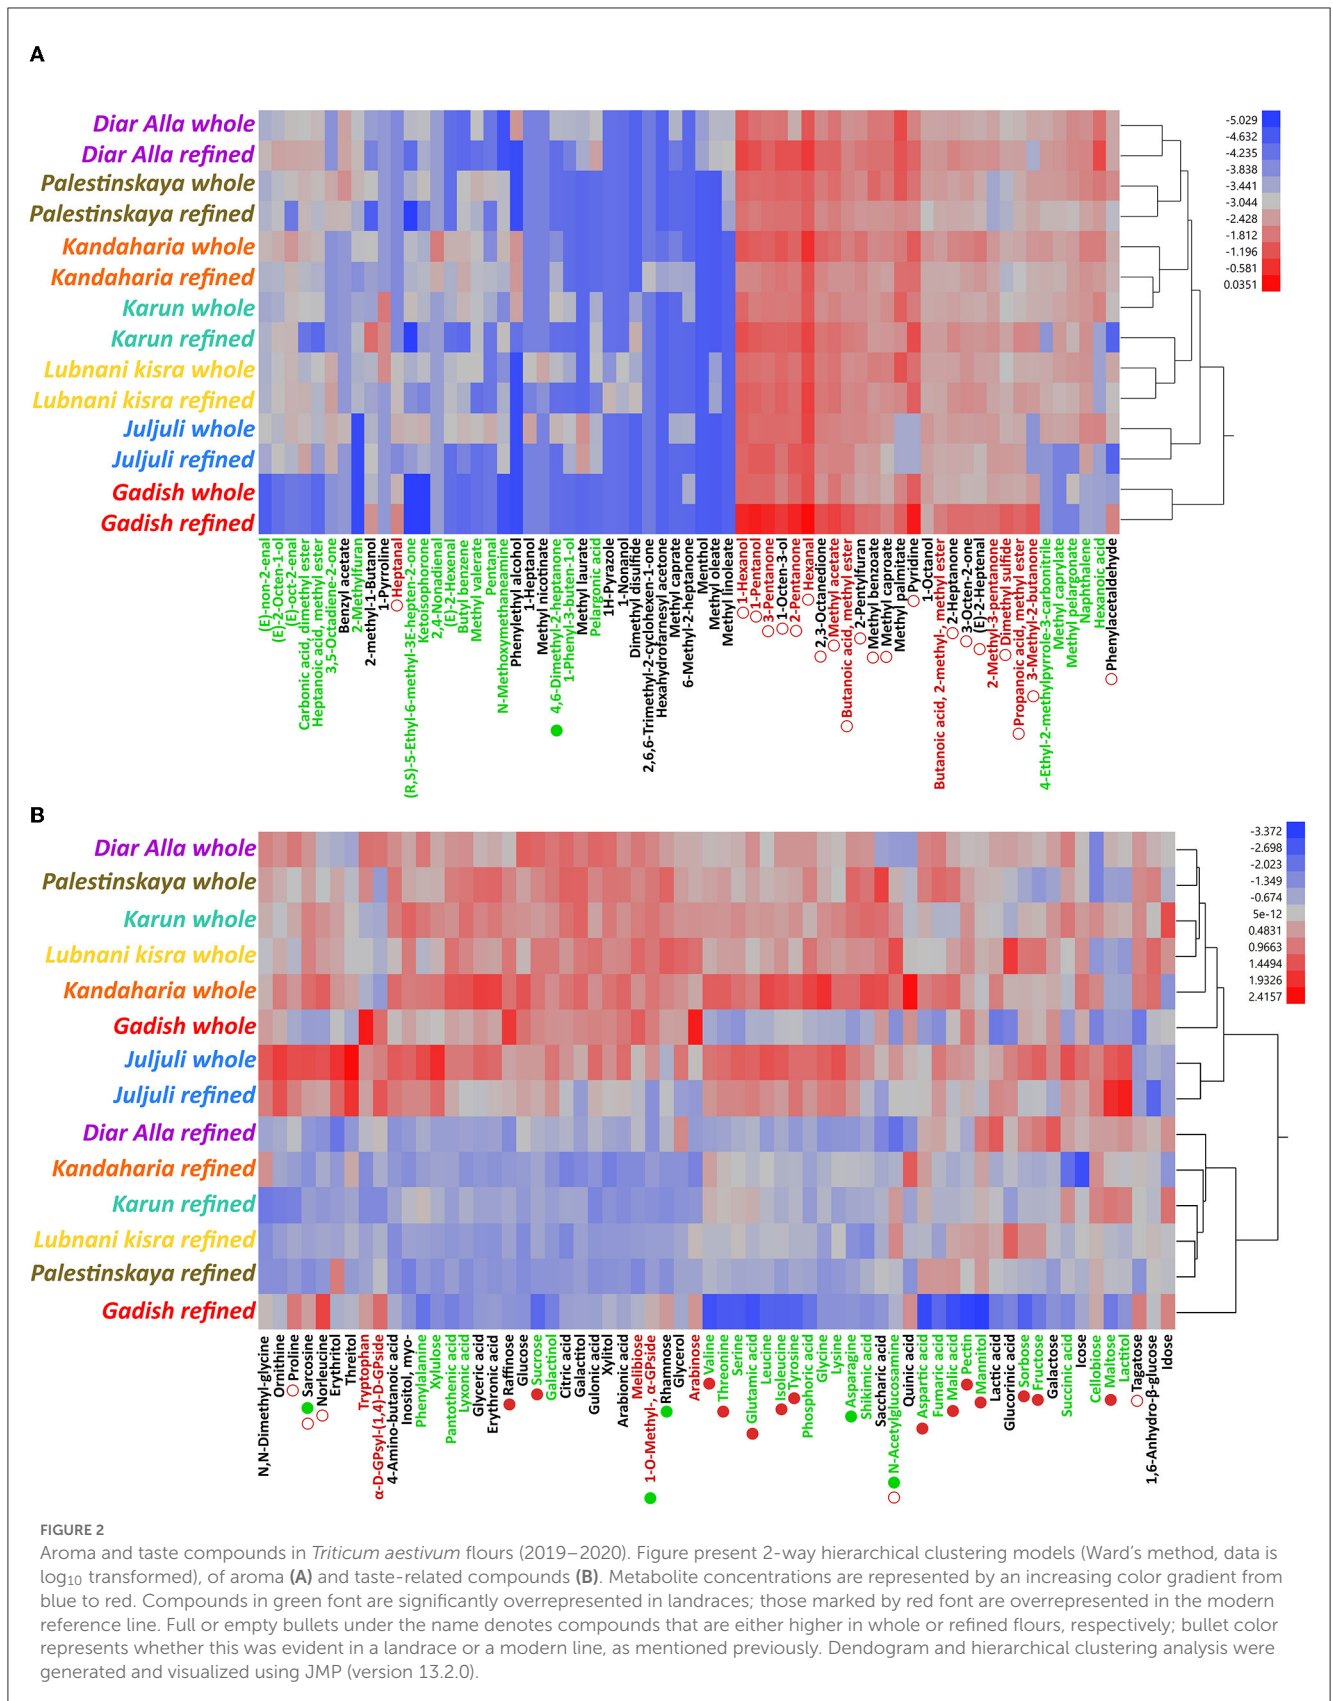 A
Diar Alla whole
Diar Alla refined
Palestinskaya whole
Palestinskaya refined
Kandaharia whole
Kandaharia refined
Karun whole
Karun refined
Lubnani kisra whole
Lubnani kisra refined
Juljuli whole
Juljuli refined
Gadish whole
Gadish refined
-5.029
-4.632
-4.235
-3.838
-3.441
-3.044
-2.428
-1.812
-1.196
-0.581
0.0351
(E)-non-2-enal
(E)-2-Octen-1-ol
(E)-oct-2-enal
Carbonic acid, dimethyl ester
Heptanoic acid, methyl ester
3,5-Octadiene-2-one
Benzyl acetate
2-Methylfuran
2-methyl-1-Butanol
1-Pyrroline
Heptanal
(R,S)-5-Ethyl-6-methyl-3E-hepten-2-one
Ketoisophorone
2,4-Nonadienal
(E)-2-Hexenal
Butyl benzene
Methyl valerate
Pentanal
N-Methoxymethanamine
Phenylethyl alcohol
1-Heptanol
Methyl nicotinate
4,6-Dimethyl-2-heptanone
1-Phenyl-3-buten-1-ol
Methyl laurate
Pelargonic acid
1H-Pyrazole
1-Nonanol
Dimethyl disulfide
2,6,6-Trimethyl-2-cyclohexen-1-one
Hexahydrofarnesyl acetone
Methyl caprate
6-Methyl-2-heptanone
Menthol
Methyl oleate
Methyl linoleate
1-Hexanol
1-Pentanol
3-Pentanone
1-Octen-3-ol
2-Pentanone
Hexanal
2,3-Octanedione
Methyl acetate
Butanoic acid, methyl ester
2-Pentylfuran
Methyl benzoate
Methyl caproate
Methyl palmitate
Pyridine
1-Octanol
Butanoic acid, 2-methyl-, methyl ester
2-Heptanone
3-Octen-2-one
(E)-2-Heptenal
2-Methyl-3-pentanone
Dimethyl sulfide
Propanoic acid, methyl ester
3-Methyl-2-butanone
4-Ethyl-2-methylpyrrole-3-carbonitrile
Methyl caprylate
Methyl pelargonate
Naphthalene
Hexanoic acid
Phenylacetaldehyde
B
Diar Alla whole
Palestinskaya whole
Karun whole
Lubnani kisra whole
Kandaharia whole
Gadish whole
Juljuli whole
Juljuli refined
Diar Alla refined
Kandaharia refined
Karun refined
Lubnani kisra refined
Palestinskaya refined
Gadish refined
-3.372
-2.698
-2.023
-1.349
-0.674
5e-12
0.4831
0.9663
1.4494
1.9326
2.4157
N,N-Dimethyl-glycine
Ornithine
Proline
Sarcosine
Norleucine
Erythritol
Threitol
Tryptophan
α-D-GPsyl-(1,4)-D-GPside
4-Amino-butanoic acid
Inositol, myo-
Phenylalanine
Xylulose
Pantothenic acid
Lyxonic acid
Glyceric acid
Erythronic acid
Raffinose
Glucose
Sucrose
Galactinol
Citric acid
Galactitol
Gulonic acid
Xylitol
Arabionic acid
Melibiose
1-O-Methyl-, α-GPside
Rhamnose
Glycerol
Arabinose
Valine
Threonine
Serine
Glutamic acid
Leucine
Isoleucine
Tyrosine
Phosphoric acid
Glycine
Lysine
Asparagine
Shikimic acid
Saccharic acid
N-Acetylglucosamine
Quinic acid
Aspartic acid
Fumaric acid
Malic acid
Pectin
Mannitol
Lactic acid
Glucorinic acid
Sorbose
Fructose
Galactose
Succinic acid
Icose
Cellobiose
Maltose
Lactitol
Tagatose
1,6-Anhydro-β-glucose
Idose
FIGURE 2
Aroma and taste compounds in Triticum aestivum flours (2019–2020). Figure present 2-way hierarchical clustering models (Ward's method, data is
log10 transformed), of aroma (A) and taste-related compounds (B). Metabolite concentrations are represented by an increasing color gradient from
blue to red. Compounds in green font are significantly overrepresented in landraces; those marked by red font are overrepresented in the modern
reference line. Full or empty bullets under the name denotes compounds that are either higher in whole or refined flours, respectively; bullet color
represents whether this was evident in a landrace or a modern line, as mentioned previously. Dendogram and hierarchical clustering analysis were
generated and visualized using JMP (version 13.2.0).